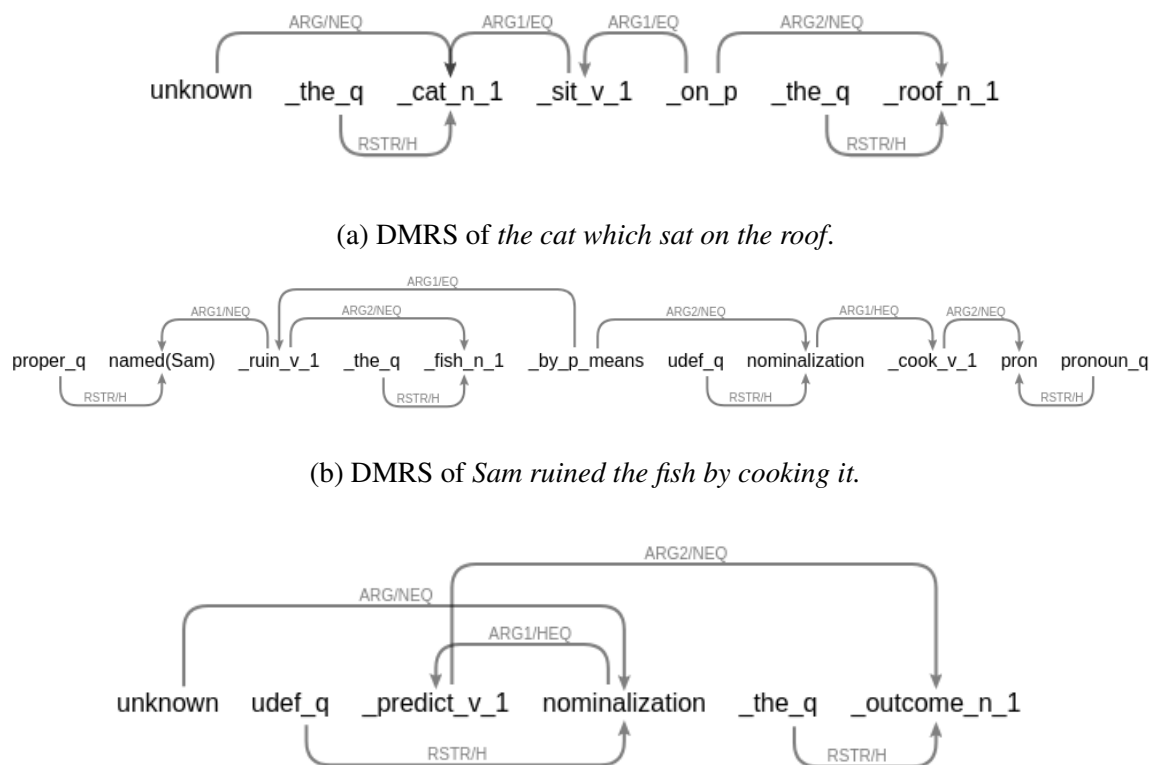 ARG/NEQ ARG1/EQ ARG1/EQ ARG2/NEQ
unknown _the_q _cat_n_1 _sit_v_1 _on_p _the_q _roof_n_1
RSTR/H RSTR/H
(a) DMRS of the cat which sat on the roof.
ARG1/EQ
ARG1/NEQ ARG2/NEQ ARG2/NEQ ARG1/HEQ ARG2/NEQ
proper_q named(Sam) _ruin_v_1 _the_q _fish_n_1 _by_p_means udef_q nominalization _cook_v_1 pron pronoun_q
RSTR/H RSTR/H RSTR/H RSTR/H
(b) DMRS of Sam ruined the fish by cooking it.
ARG2/NEQ
ARG/NEQ
ARG1/HEQ
unknown udef_q _predict_v_1 nominalization _the_q _outcome_n_1
RSTR/H RSTR/H